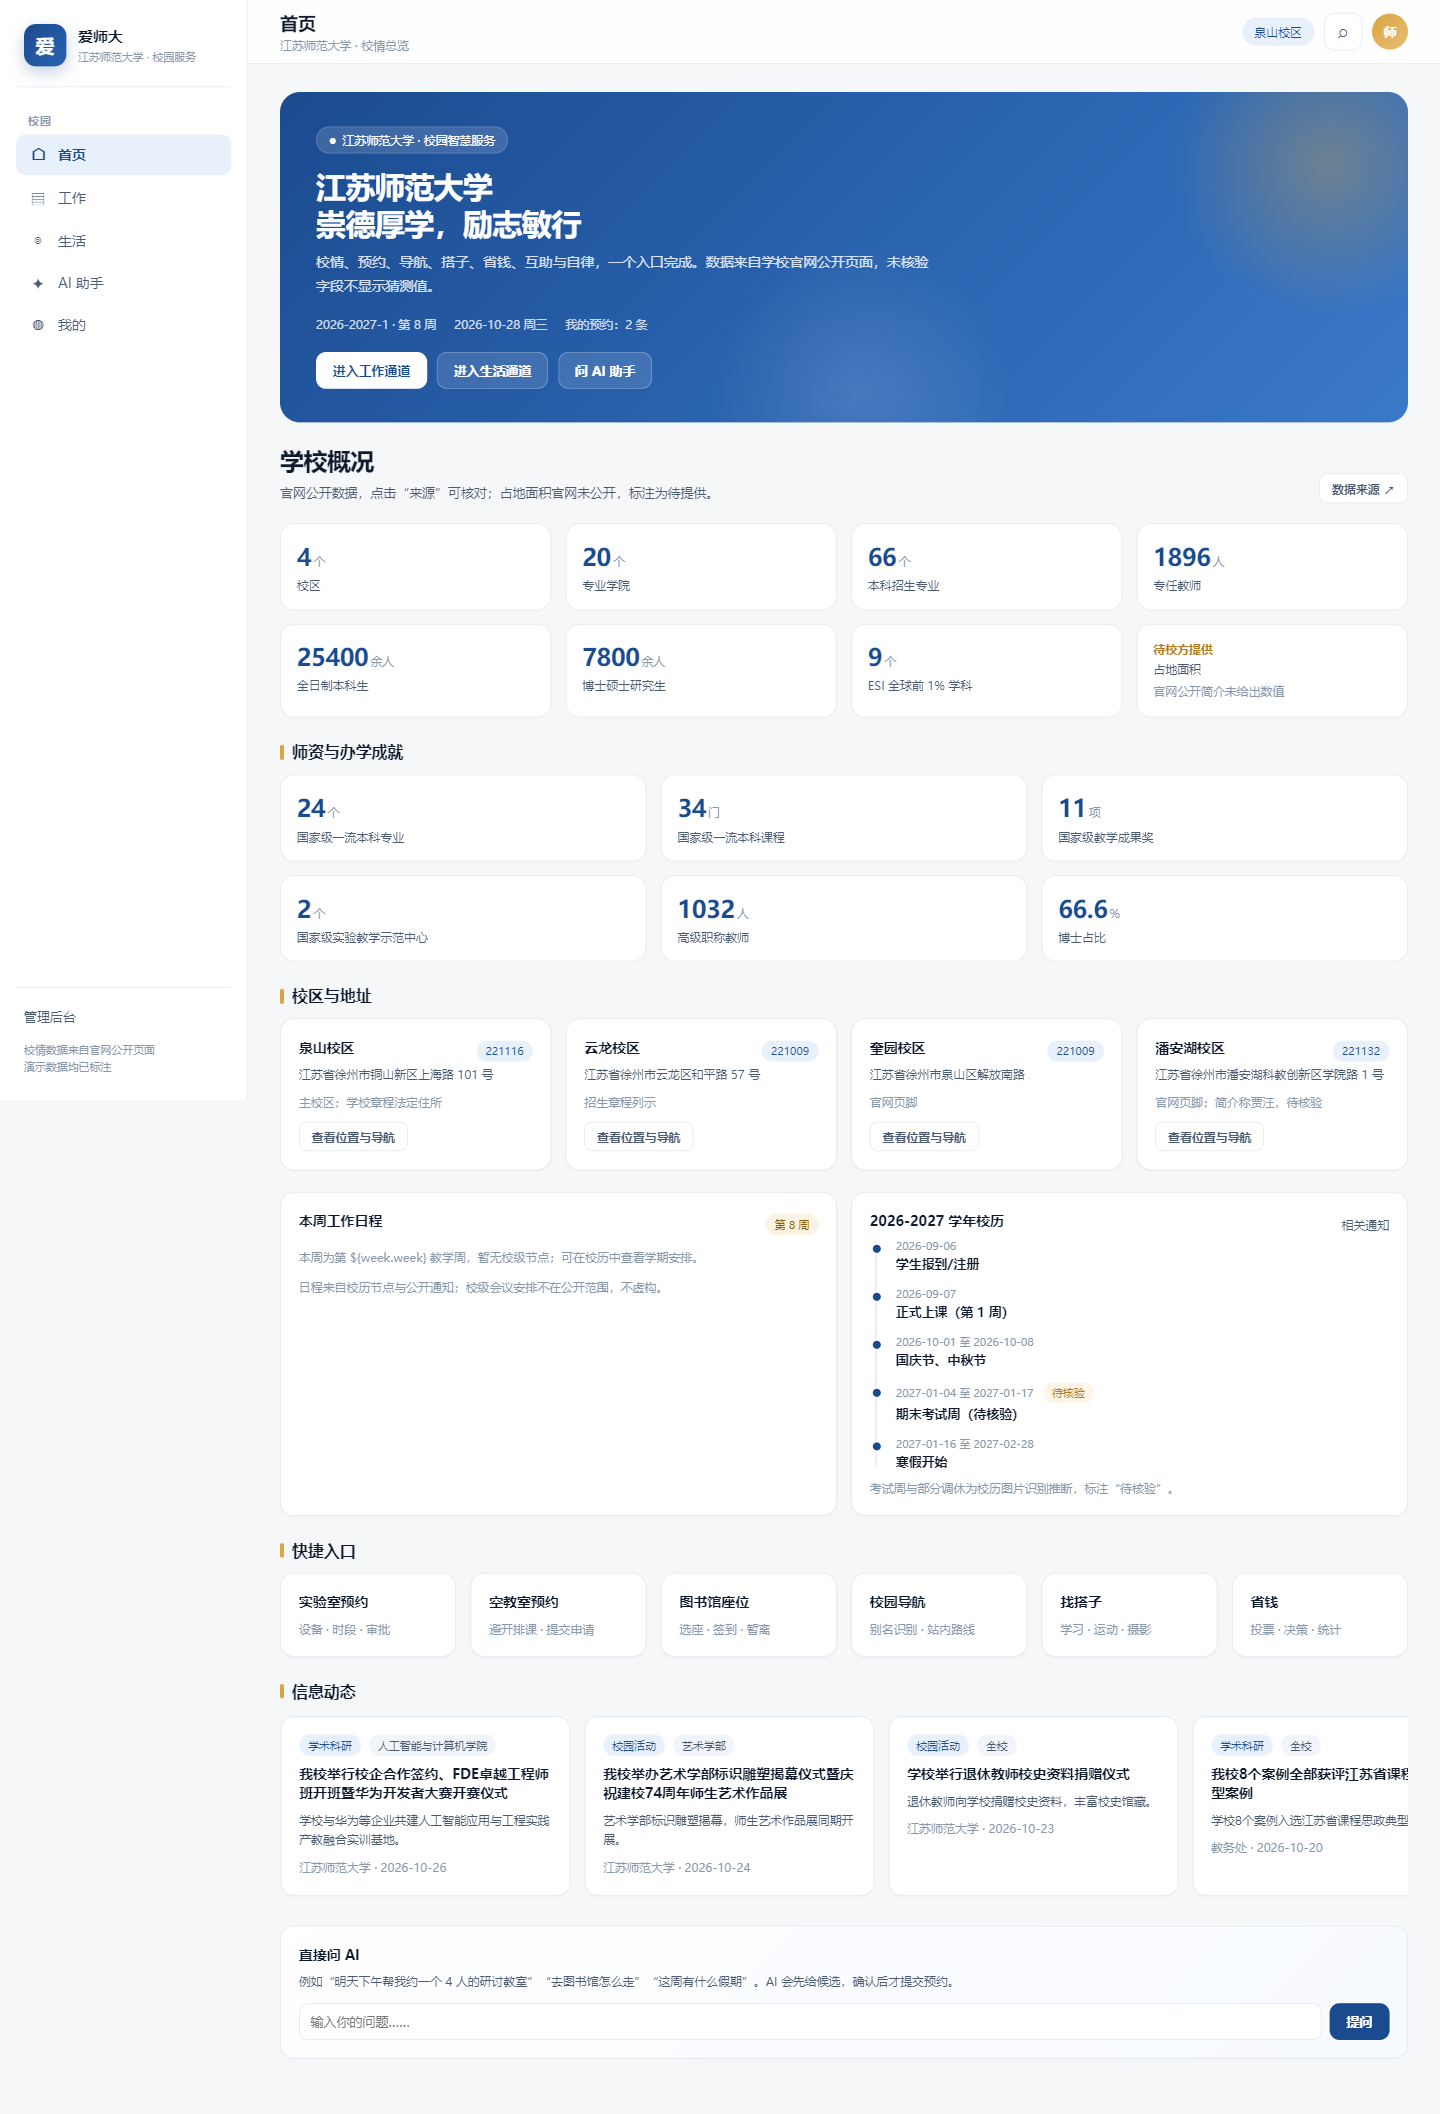 爱
爱师大
江苏师范大学 · 校园服务
校园
首页
工作
生活
AI 助手
我的
管理后台
校情数据来自官网公开页面
演示数据均已标注
首页
江苏师范大学 · 校情总览
泉山校区
师
江苏师范大学 · 校园智慧服务
江苏师范大学
崇德厚学，励志敏行
校情、预约、导航、搭子、省钱、互助与自律，一个入口完成。数据来自学校官网公开页面，未核验
字段不显示猜测值。
2026-2027-1 · 第 8 周 2026-10-28 周三 我的预约：2 条
进入工作通道 进入生活通道 问 AI 助手
学校概况
官网公开数据，点击“来源”可核对；占地面积官网未公开，标注为待提供。
数据来源 ↗
4个
校区
20个
专业学院
66个
本科招生专业
1896人
专任教师
25400余人
全日制本科生
7800余人
博士硕士研究生
9个
ESI 全球前 1% 学科
待校方提供
占地面积
官网公开简介未给出数值
师资与办学成就
24个
国家级一流本科专业
34门
国家级一流本科课程
11项
国家级教学成果奖
2个
国家级实验教学示范中心
1032人
高级职称教师
66.6%
博士占比
校区与地址
泉山校区 221116
江苏省徐州市铜山新区上海路 101 号
主校区；学校章程法定住所
查看位置与导航
云龙校区 221009
江苏省徐州市云龙区和平路 57 号
招生章程列示
查看位置与导航
奎园校区 221009
江苏省徐州市泉山区解放南路
官网页脚
查看位置与导航
潘安湖校区 221132
江苏省徐州市潘安湖科教创新区学院路 1 号
官网页脚；简介称贾汪，待核验
查看位置与导航
本周工作日程 第 8 周
本周为第 ${week.week} 教学周，暂无校级节点；可在校历中查看学期安排。
日程来自校历节点与公开通知；校级会议安排不在公开范围，不虚构。
2026-2027 学年校历 相关通知
2026-09-06
学生报到/注册
2026-09-07
正式上课（第 1 周）
2026-10-01 至 2026-10-08
国庆节、中秋节
2027-01-04 至 2027-01-17 待核验
期末考试周（待核验）
2027-01-16 至 2027-02-28
寒假开始
考试周与部分调休为校历图片识别推断，标注“待核验”。
快捷入口
实验室预约
设备 · 时段 · 审批
空教室预约
避开排课 · 提交申请
图书馆座位
选座 · 签到 · 暂离
校园导航
别名识别 · 站内路线
找搭子
学习 · 运动 · 摄影
省钱
投票 · 决策 · 统计
信息动态
学术科研 人工智能与计算机学院
我校举行校企合作签约、FDE卓越工程师
班开班暨华为开发者大赛开赛仪式
学校与华为等企业共建人工智能应用与工程实践
产教融合实训基地。
江苏师范大学 · 2026-10-26
校园活动 艺术学部
我校举办艺术学部标识雕塑揭幕仪式暨庆
祝建校74周年师生艺术作品展
艺术学部标识雕塑揭幕，师生艺术作品展同期开
展。
江苏师范大学 · 2026-10-24
校园活动 全校
学校举行退休教师校史资料捐赠仪式
退休教师向学校捐赠校史资料，丰富校史馆藏。
江苏师范大学 · 2026-10-23
学术科研 全校
我校8个案例全部获评江苏省课程
型案例
学校8个案例入选江苏省课程思政典型
教务处 · 2026-10-20
直接问 AI
例如“明天下午帮我约一个 4 人的研讨教室”“去图书馆怎么走”“这周有什么假期”。AI 会先给候选，确认后才提交预约。
输入你的问题……
提问